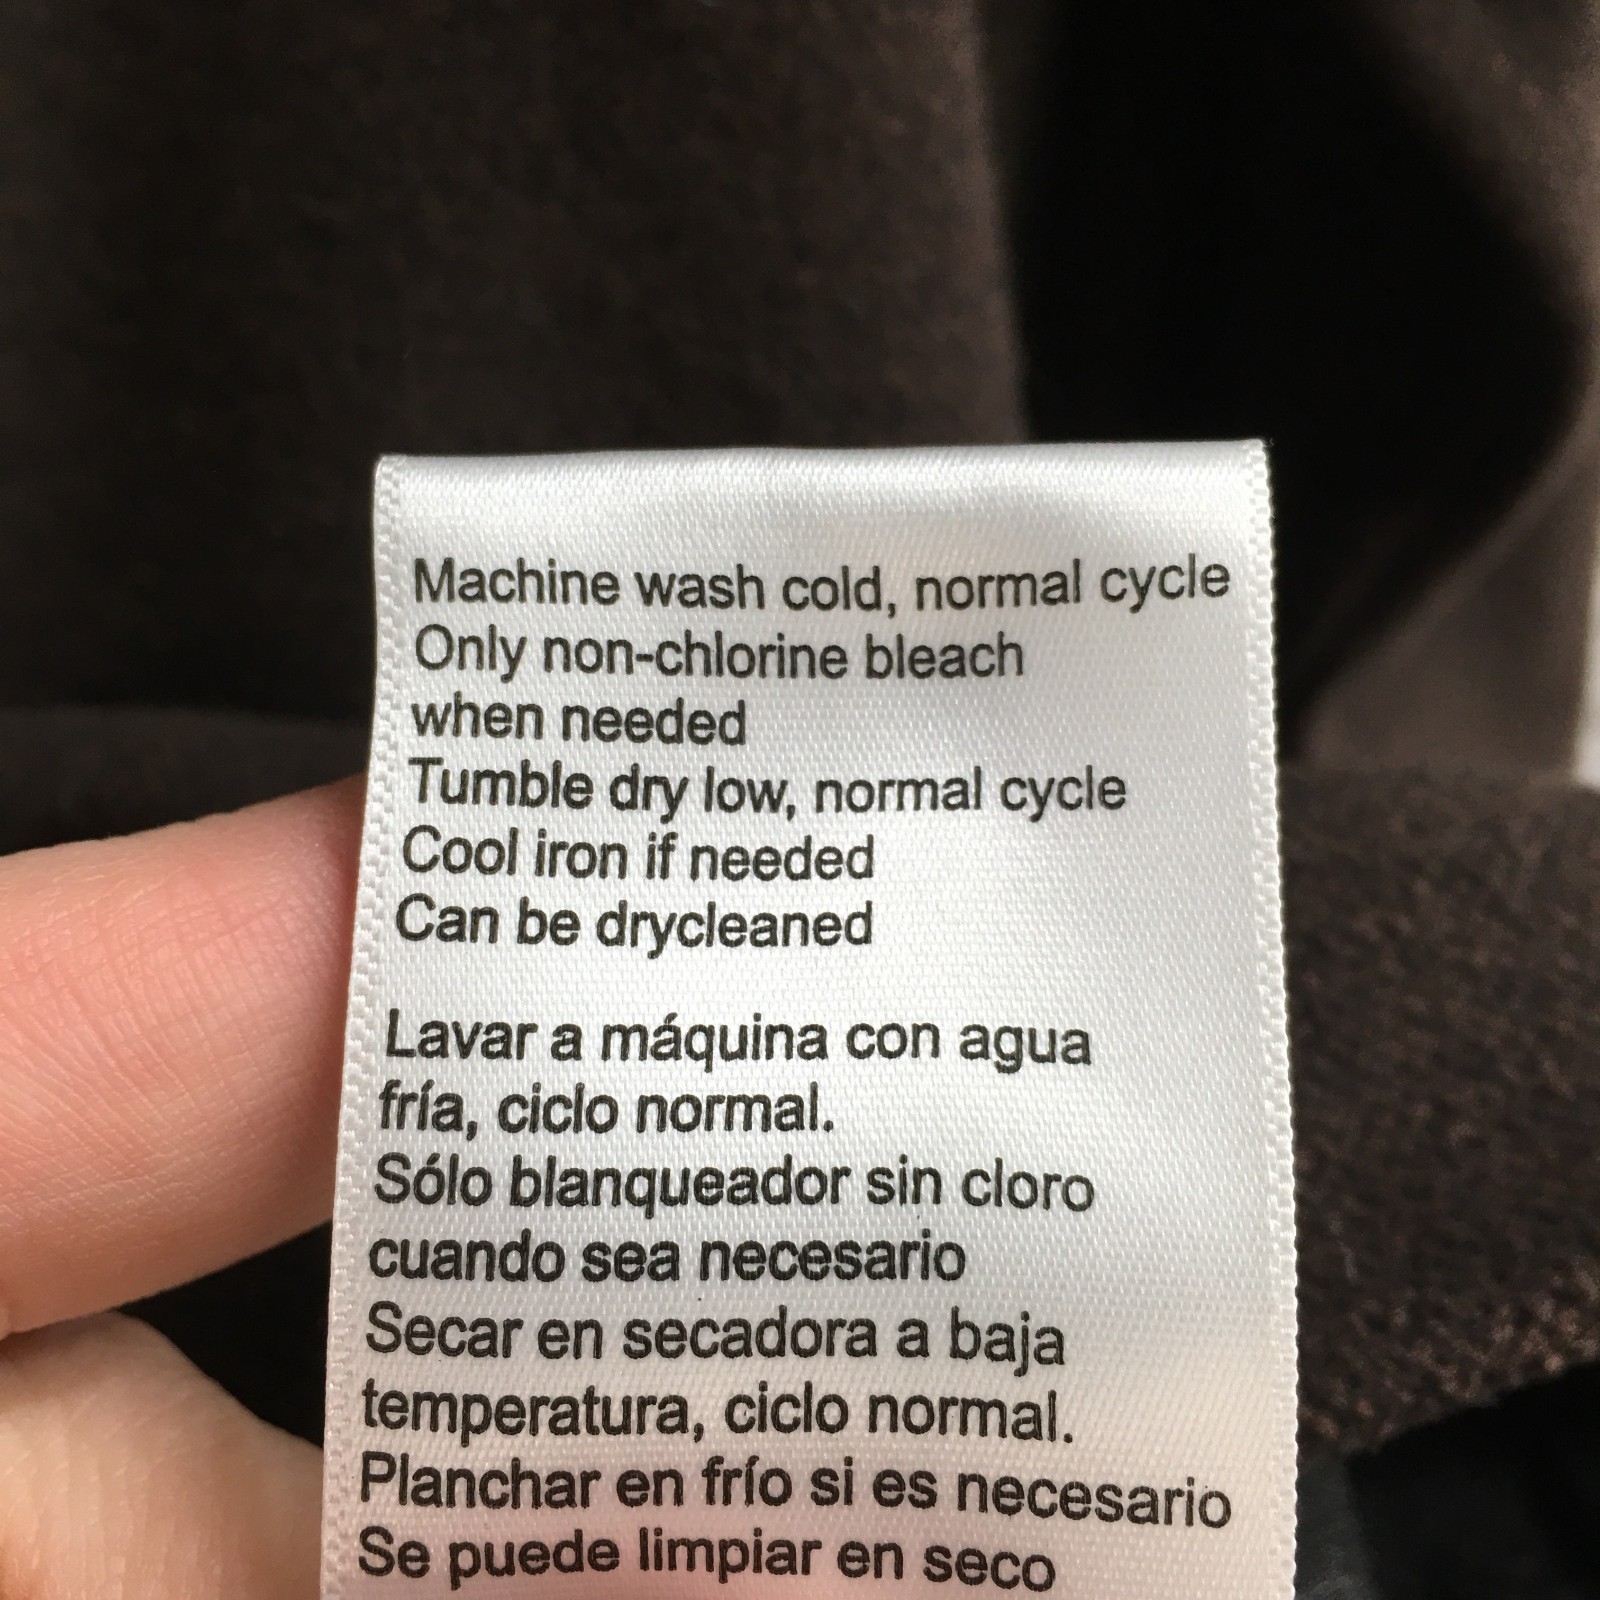 Machine wash cold, normal cycle
Only non-chlorine bleach
when needed
Tumble dry low, normal cycle
Cool iron if needed
Can be drycleaned
Lavar a máquina con agua
fría, ciclo normal.
Sólo blanqueador sin cloro
cuando sea necesario
Secar en secadora a baja
temperatura, ciclo normal.
Planchar en frío si es necesario
Se puede limpiar en seco